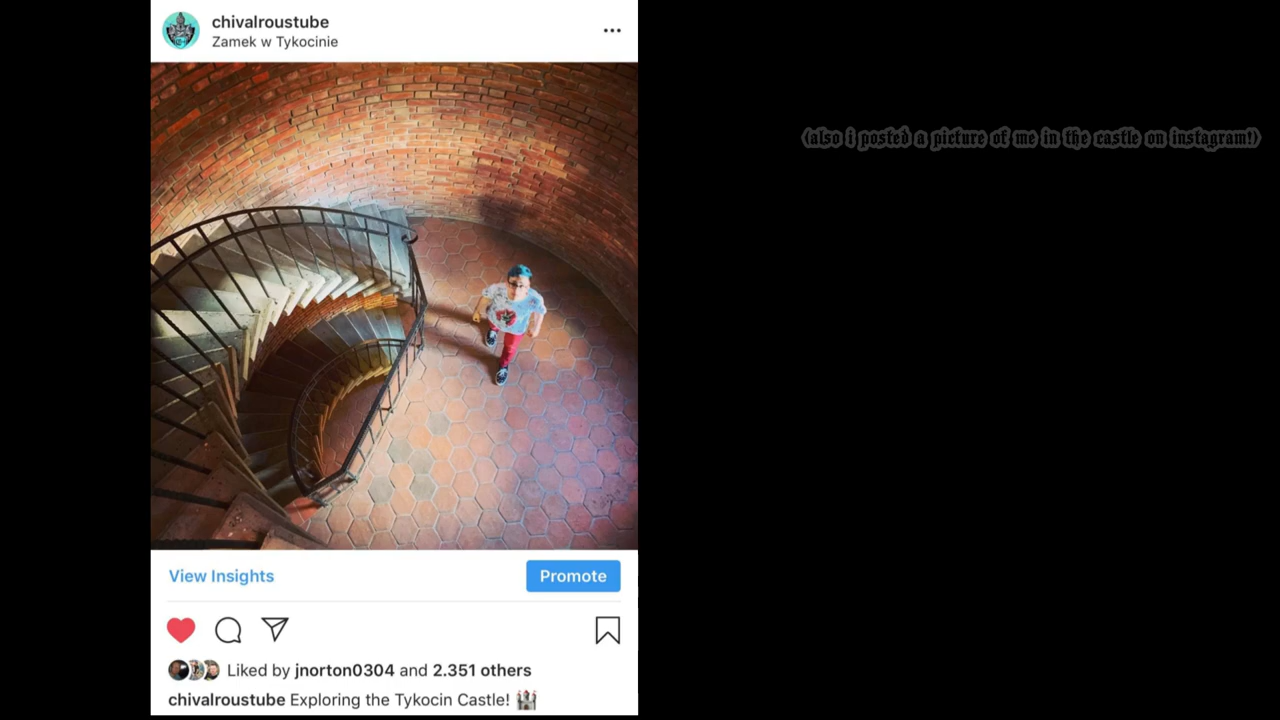 chivalroustube
Zamek w Tykocinie
(also i posted a picture of me in the castle on instagram!)
View Insights
Promote
Liked by jnorton0304 and 2.351 others
chivalroustube Exploring the Tykocin Castle! 🏰